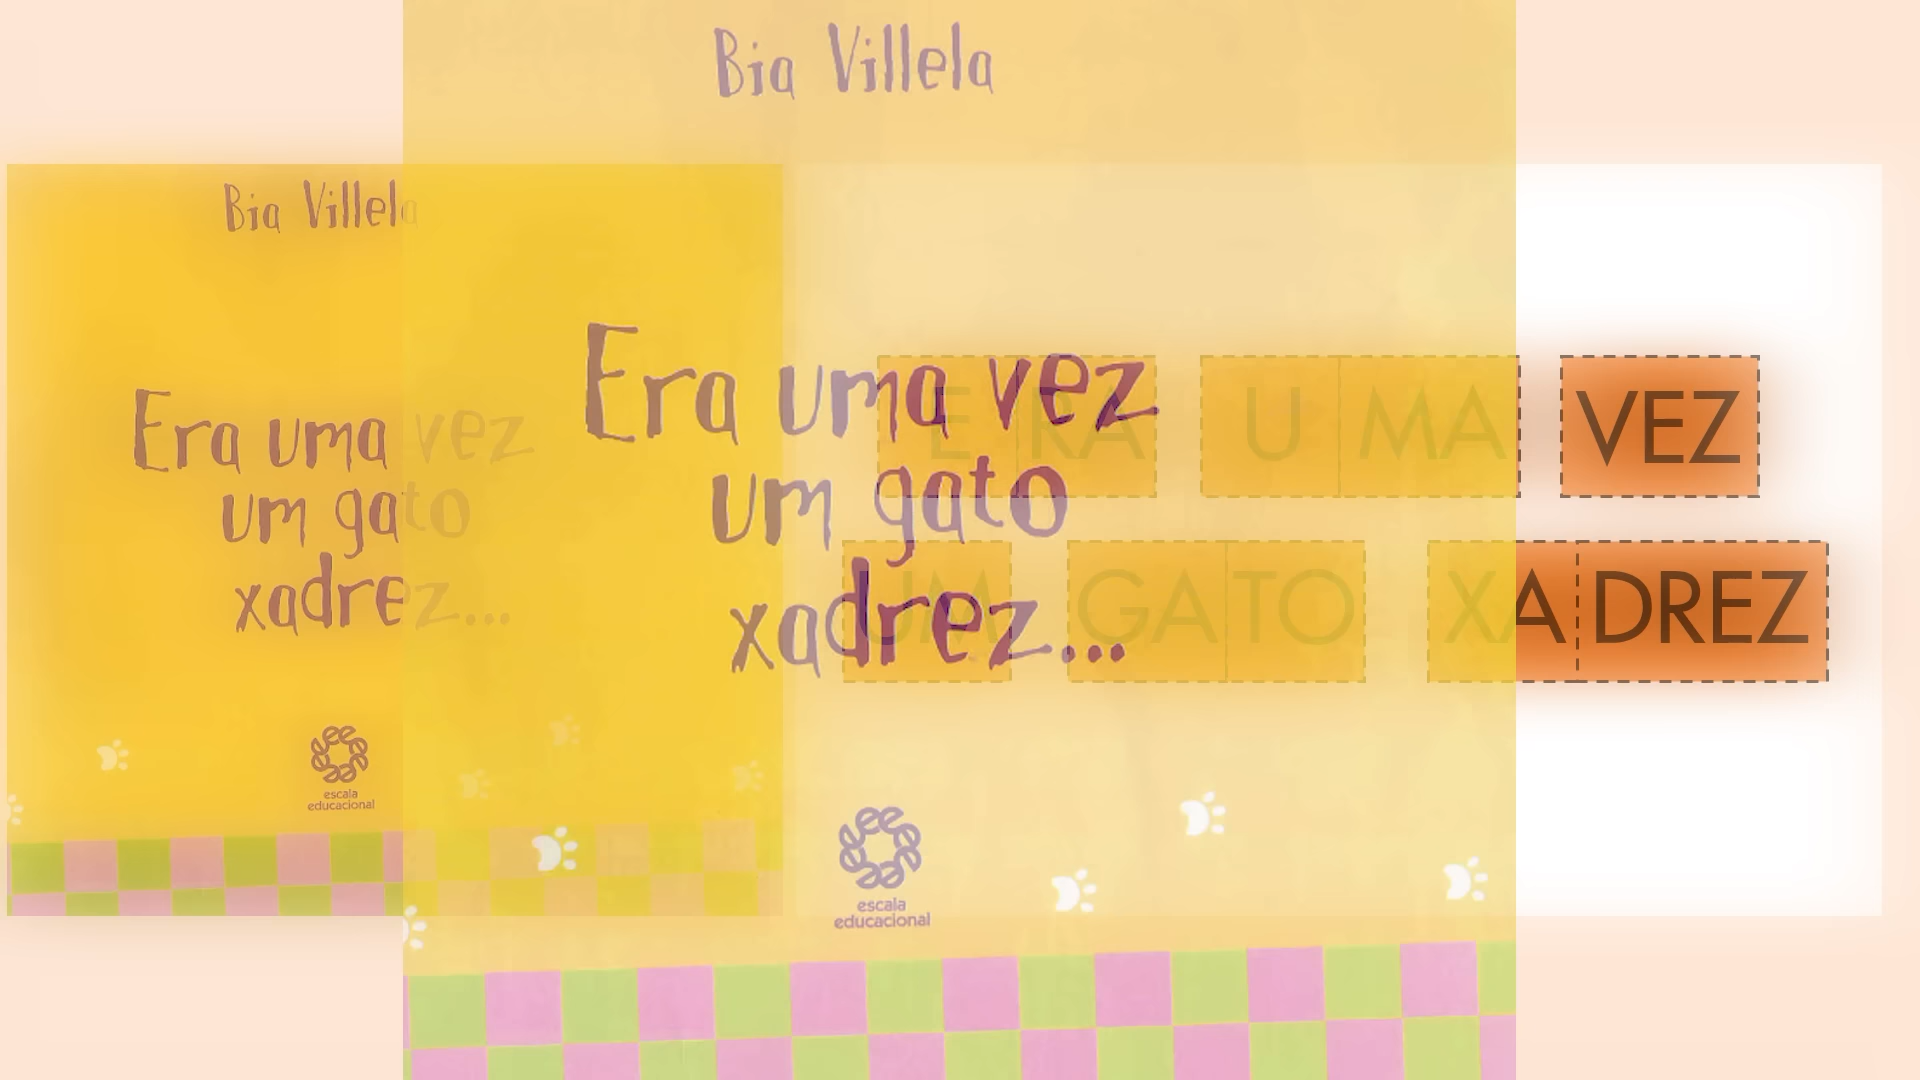 Bia Villela
Era uma vez
um gato
xadrez...
escala
educacional
Bia Villela
Era uma vez
um gato
xadrez...
escala
educacional
E RA U MA VEZ
UM GA TO XA DREZ